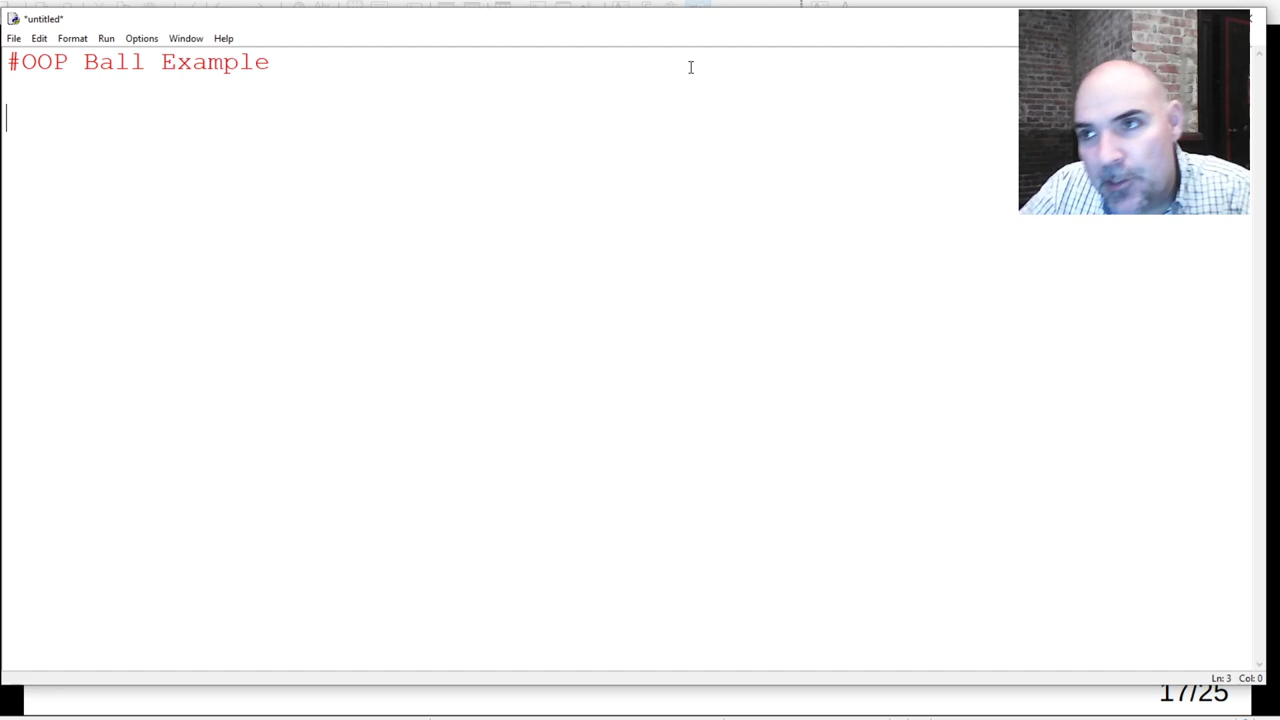 *untitled*
File Edit Format Run Options Window Help
#OOP Ball Example
Ln: 3 Col: 0
17/25